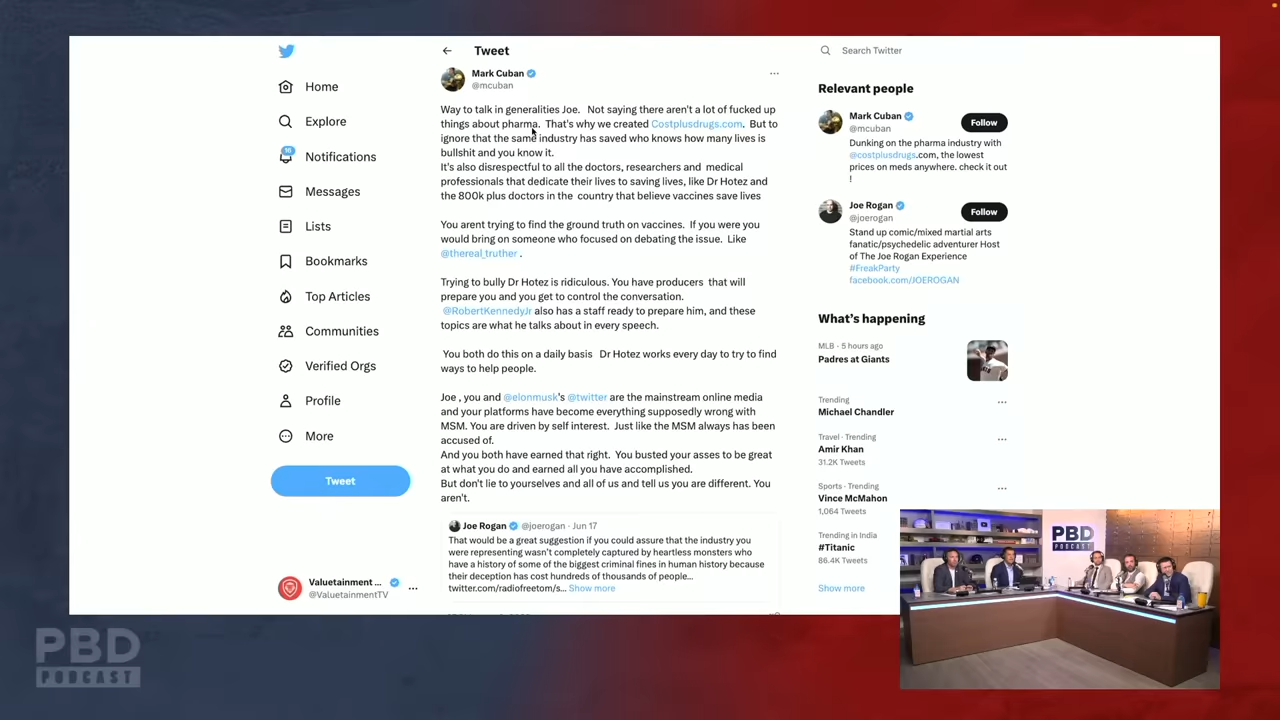 Home
Explore
16
Notifications
Messages
Lists
Bookmarks
Top Articles
Communities
Verified Orgs
Profile
More
Tweet
Valuetainment ...
@ValuetainmentTV
Tweet
Mark Cuban
@mcuban
Way to talk in generalities Joe. Not saying there aren't a lot of fucked up
things about pharma. That's why we created Costplusdrugs.com. But to
ignore that the same industry has saved who knows how many lives is
bullshit and you know it.
It's also disrespectful to all the doctors, researchers and medical
professionals that dedicate their lives to saving lives, like Dr Hotez and
the 800k plus doctors in the country that believe vaccines save lives
You arent trying to find the ground truth on vaccines. If you were you
would bring on someone who focused on debating the issue. Like
@thereal_truther .
Trying to bully Dr Hotez is ridiculous. You have producers that will
prepare you and you get to control the conversation.
@RobertKennedyJr also has a staff ready to prepare him, and these
topics are what he talks about in every speech.
You both do this on a daily basis Dr Hotez works every day to try to find
ways to help people.
Joe , you and @elonmusk's @twitter are the mainstream online media
and your platforms have become everything supposedly wrong with
MSM. You are driven by self interest. Just like the MSM always has been
accused of.
And you both have earned that right. You busted your asses to be great
at what you do and earned all you have accomplished.
But don't lie to yourselves and all of us and tell us you are different. You
aren't.
Joe Rogan @joerogan · Jun 17
That would be a great suggestion if you could assure that the industry you
were representing wasn't completely captured by heartless monsters who
have a history of some of the biggest criminal fines in human history because
their deception has cost hundreds of thousands of people...
twitter.com/radiofreetom/s... Show more
Search Twitter
Relevant people
Mark Cuban
@mcuban
Follow
Dunking on the pharma industry with
@costplusdrugs.com, the lowest
prices on meds anywhere. check it out
!
Joe Rogan
@joerogan
Follow
Stand up comic/mixed martial arts
fanatic/psychedelic adventurer Host
of The Joe Rogan Experience
#FreakParty
facebook.com/JOEROGAN
What's happening
MLB · 5 hours ago
Padres at Giants
Trending
Michael Chandler
Travel · Trending
Amir Khan
31.2K Tweets
Sports · Trending
Vince McMahon
1,064 Tweets
Trending in India
#Titanic
86.4K Tweets
Show more
PBD
PODCAST
PBD
PODCAST